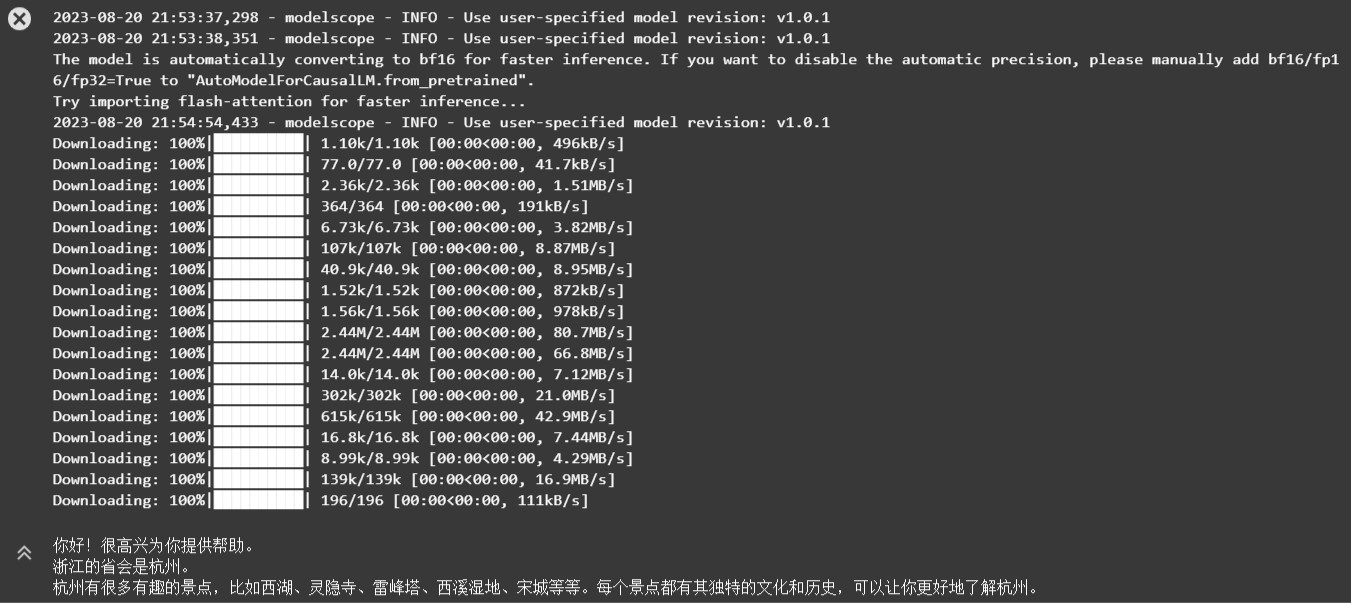 2023-08-20 21:53:37,298 - modelscope - INFO - Use user-specified model revision: v1.0.1
2023-08-20 21:53:38,351 - modelscope - INFO - Use user-specified model revision: v1.0.1
The model is automatically converting to bf16 for faster inference. If you want to disable the automatic precision, please manually add bf16/fp1
6/fp32=True to "AutoModelForCausalLM.from_pretrained".
Try importing flash-attention for faster inference...
2023-08-20 21:54:54,433 - modelscope - INFO - Use user-specified model revision: v1.0.1
Downloading: 100%|██████████| 1.10k/1.10k [00:00<00:00, 496kB/s]
Downloading: 100%|██████████| 77.0/77.0 [00:00<00:00, 41.7kB/s]
Downloading: 100%|██████████| 2.36k/2.36k [00:00<00:00, 1.51MB/s]
Downloading: 100%|██████████| 364/364 [00:00<00:00, 191kB/s]
Downloading: 100%|██████████| 6.73k/6.73k [00:00<00:00, 3.82MB/s]
Downloading: 100%|██████████| 107k/107k [00:00<00:00, 8.87MB/s]
Downloading: 100%|██████████| 40.9k/40.9k [00:00<00:00, 8.95MB/s]
Downloading: 100%|██████████| 1.52k/1.52k [00:00<00:00, 872kB/s]
Downloading: 100%|██████████| 1.56k/1.56k [00:00<00:00, 978kB/s]
Downloading: 100%|██████████| 2.44M/2.44M [00:00<00:00, 80.7MB/s]
Downloading: 100%|██████████| 2.44M/2.44M [00:00<00:00, 66.8MB/s]
Downloading: 100%|██████████| 14.0k/14.0k [00:00<00:00, 7.12MB/s]
Downloading: 100%|██████████| 302k/302k [00:00<00:00, 21.0MB/s]
Downloading: 100%|██████████| 615k/615k [00:00<00:00, 42.9MB/s]
Downloading: 100%|██████████| 16.8k/16.8k [00:00<00:00, 7.44MB/s]
Downloading: 100%|██████████| 8.99k/8.99k [00:00<00:00, 4.29MB/s]
Downloading: 100%|██████████| 139k/139k [00:00<00:00, 16.9MB/s]
Downloading: 100%|██████████| 196/196 [00:00<00:00, 111kB/s]
你好！很高兴为你提供帮助。
浙江的省会是杭州。
杭州有很多有趣的景点，比如西湖、灵隐寺、雷峰塔、西溪湿地、宋城等等。每个景点都有其独特的文化和历史，可以让你更好地了解杭州。